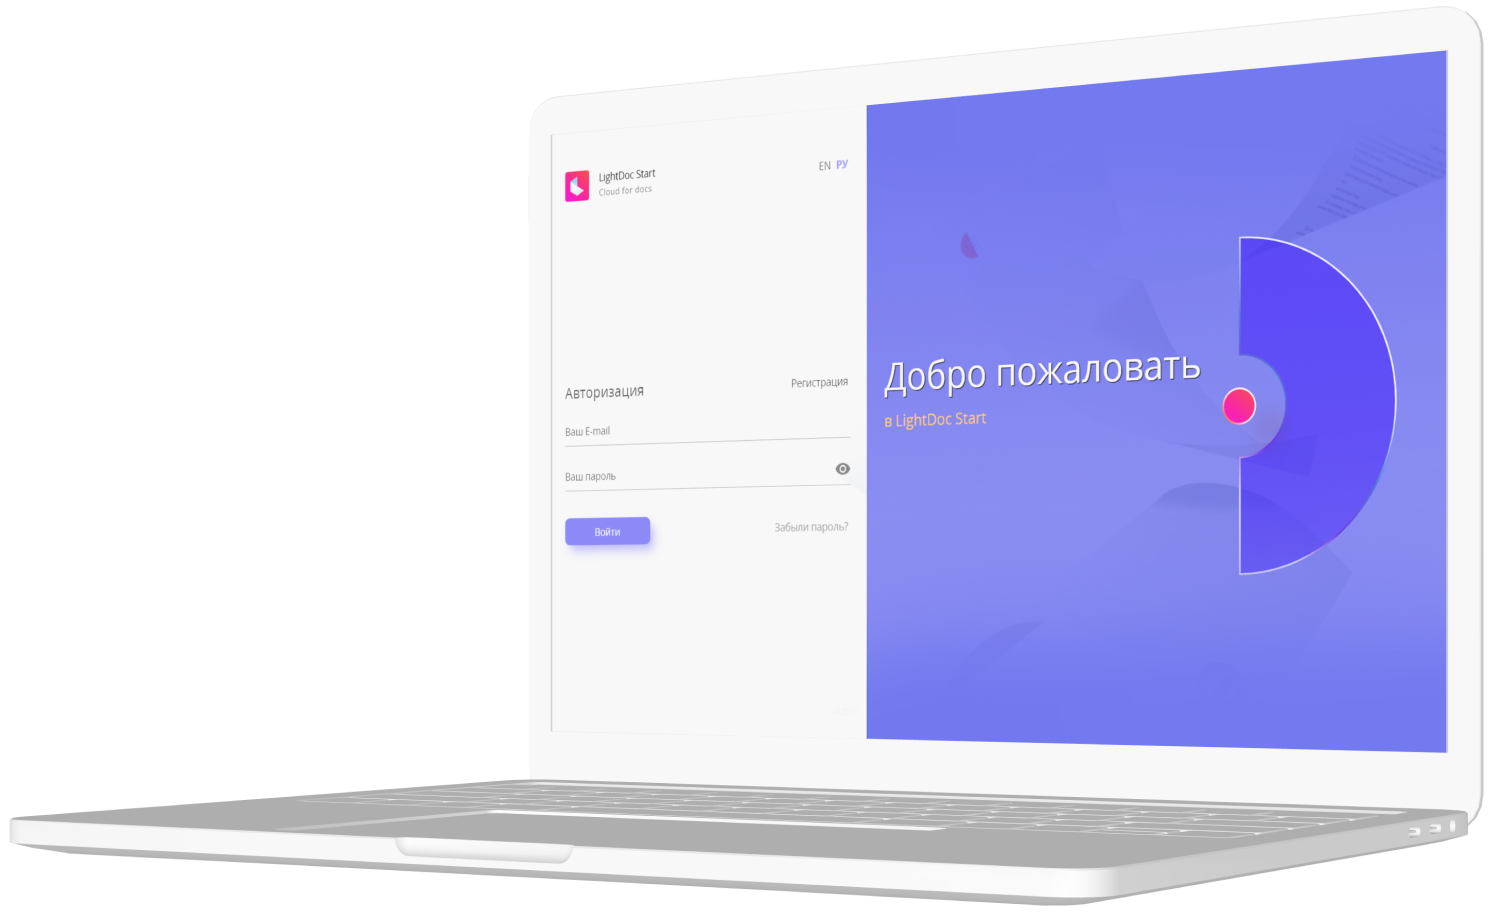 LightDoc Start
Cloud for docs
EN РУ
Авторизация
Регистрация
Ваш E-mail
Ваш пароль
Войти
Забыли пароль?
Добро пожаловать
в LightDoc Start